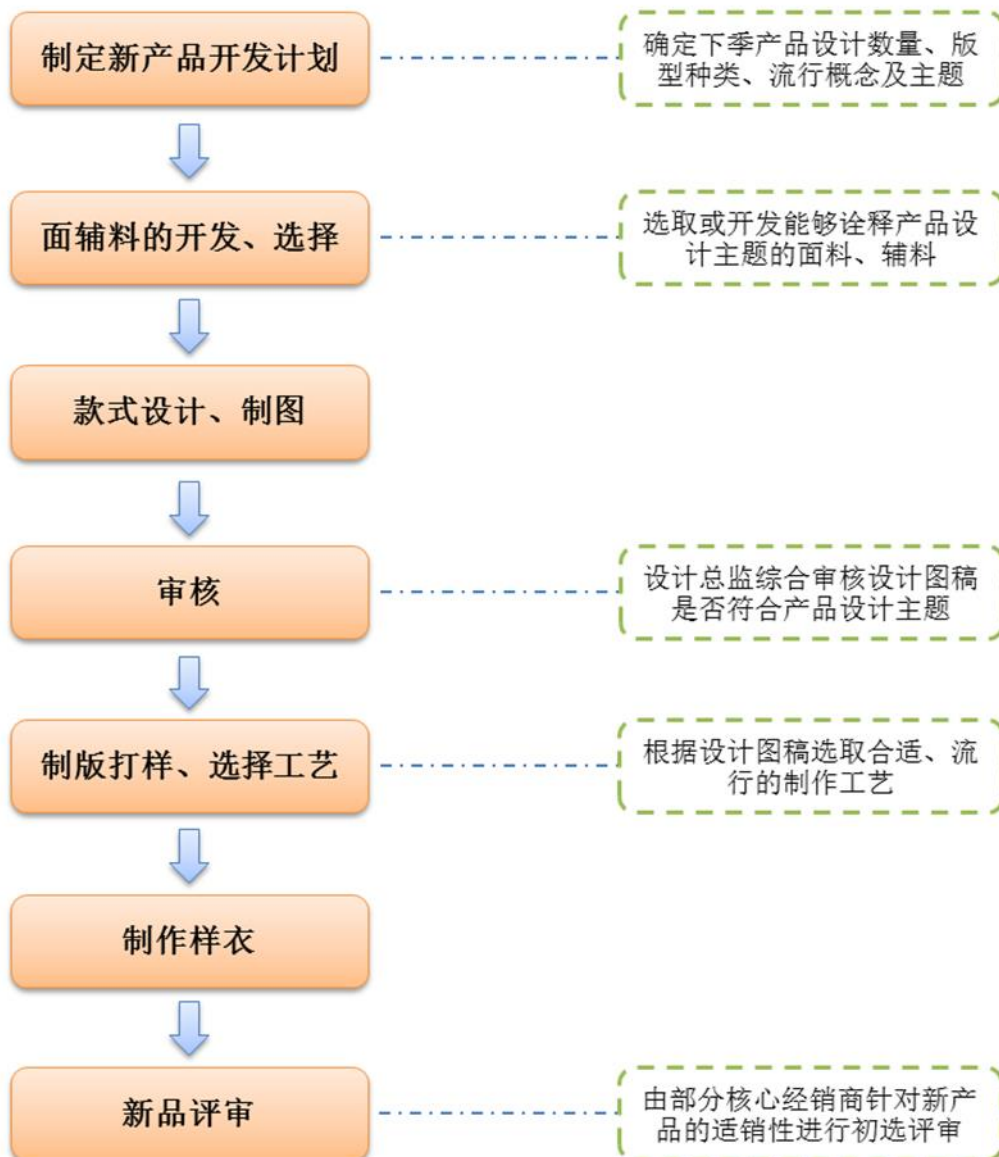 制定新产品开发计划
确定下季产品设计数量、版
型种类、流行概念及主题
面辅料的开发、选择
选取或开发能够诠释产品设
计主题的面料、辅料
款式设计、制图
审核
设计总监综合审核设计图稿
是否符合产品设计主题
制版打样、选择工艺
根据设计图稿选取合适、流
行的制作工艺
制作样衣
新品评审
由部分核心经销商针对新产
品的适销性进行初选评审